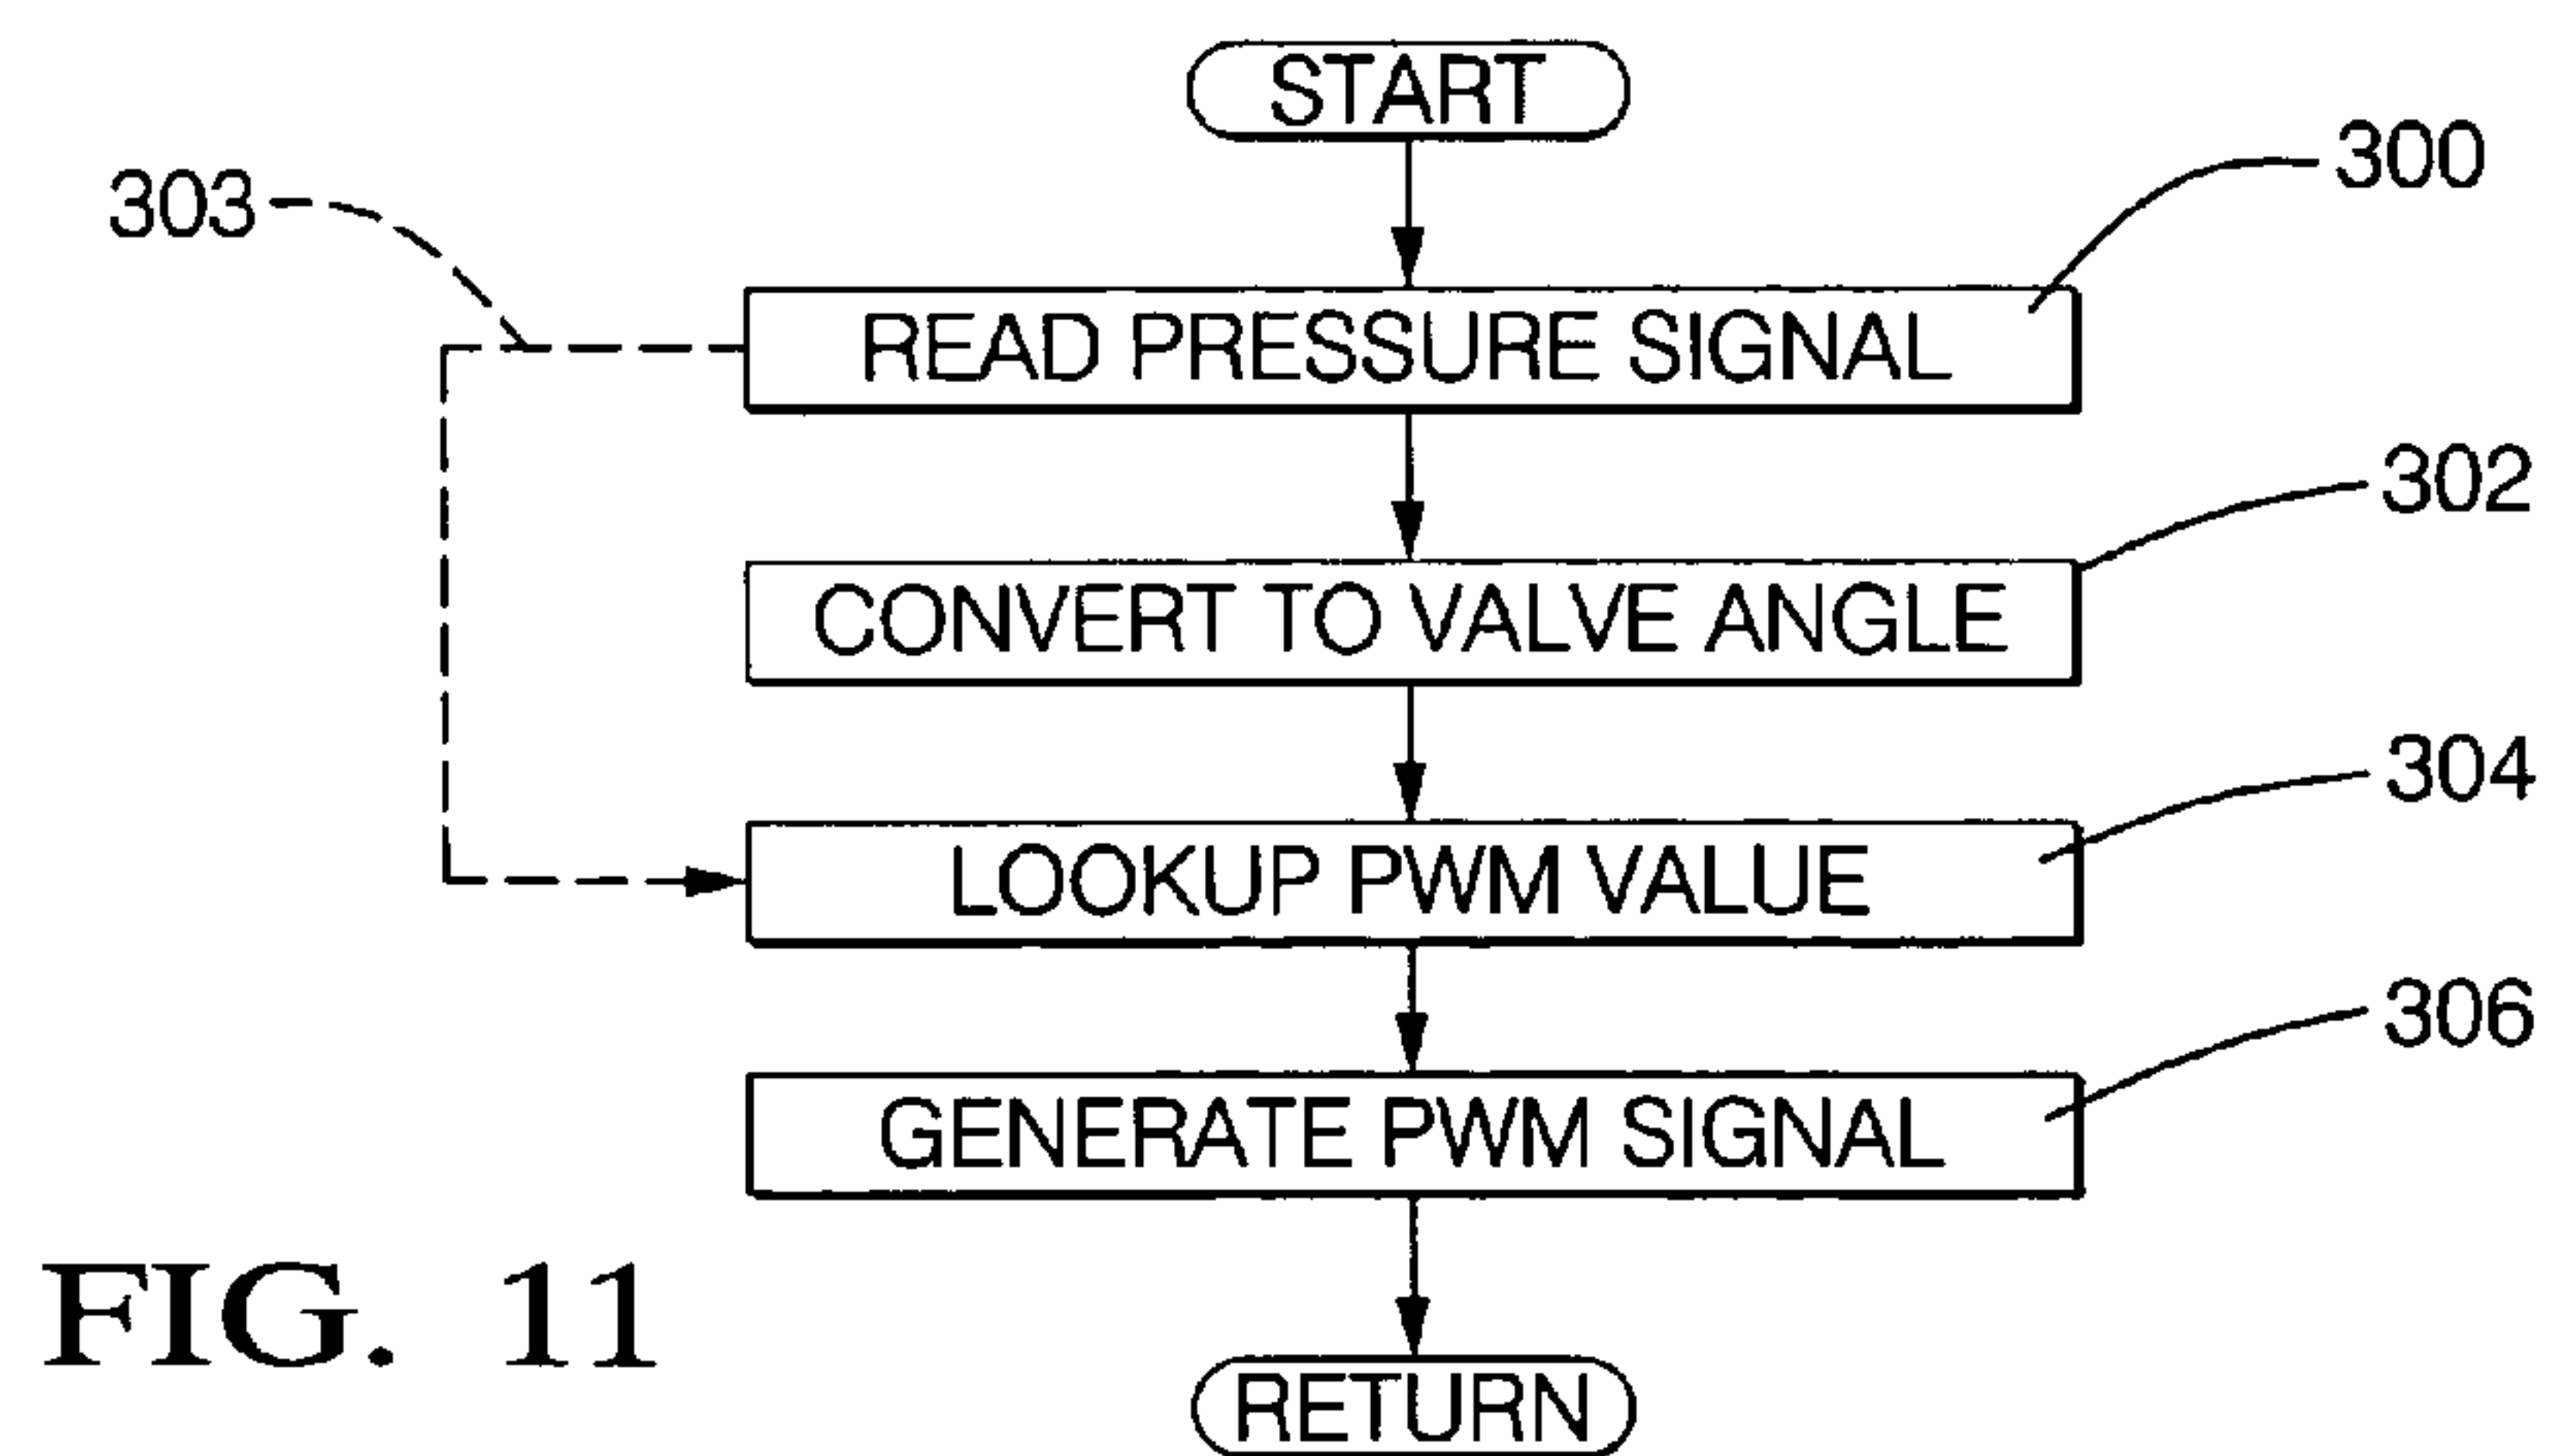 START
300
303
READ PRESSURE SIGNAL
302
CONVERT TO VALVE ANGLE
304
LOOKUP PWM VALUE
306
GENERATE PWM SIGNAL
FIG. 11
RETURN